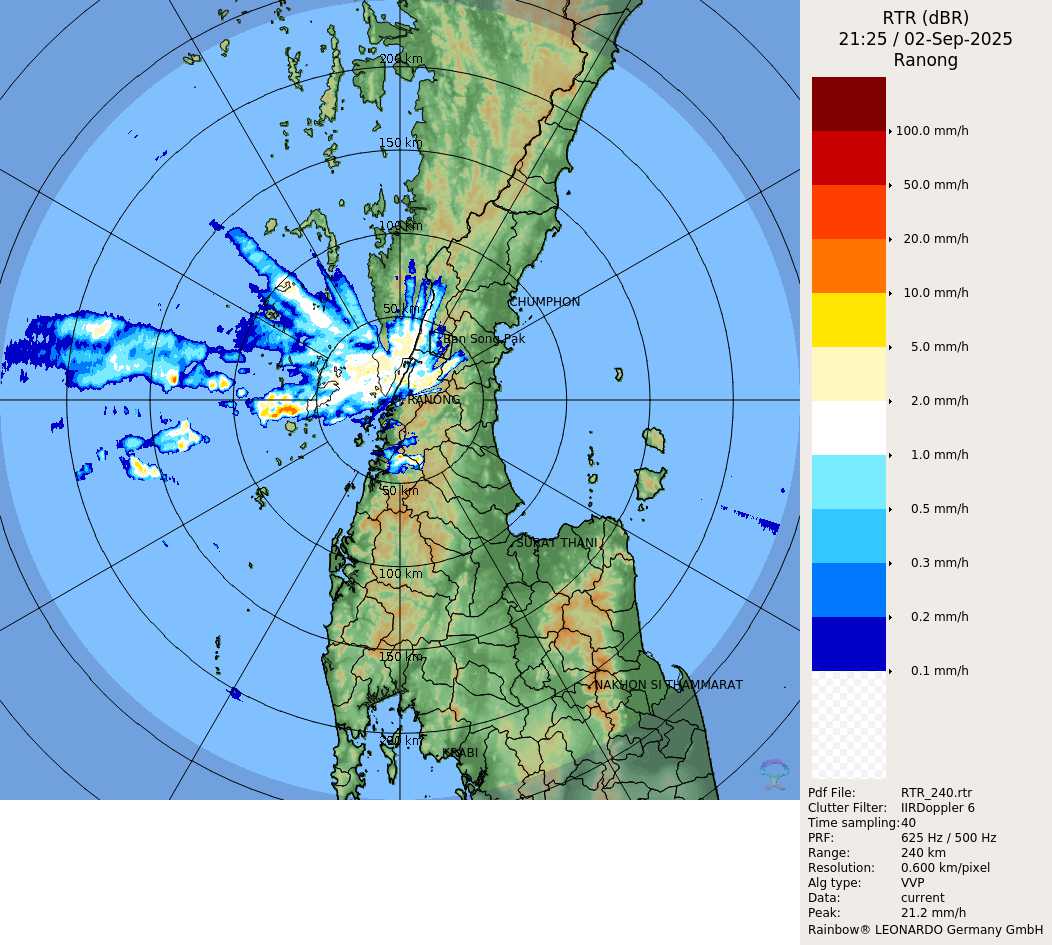 RTR (dBR)
21:25 / 02-Sep-2025
Ranong
200 km
150 km
100 km
50 km
CHUMPHON
Ban Song Pak
RANONG
50 km
SURAT THANI
100 km
150 km
NAKHON SI THAMMARAT
200 km
KRABI
100.0 mm/h
50.0 mm/h
20.0 mm/h
10.0 mm/h
5.0 mm/h
2.0 mm/h
1.0 mm/h
0.5 mm/h
0.3 mm/h
0.2 mm/h
0.1 mm/h
Pdf File: RTR_240.rtr
Clutter Filter: IIRDoppler 6
Time sampling:40
PRF: 625 Hz / 500 Hz
Range: 240 km
Resolution: 0.600 km/pixel
Alg type: VVP
Data: current
Peak: 21.2 mm/h
Rainbow® LEONARDO Germany GmbH